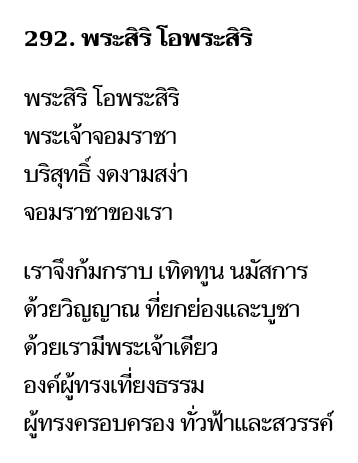 292. พระสิริ โอพระสิริ
พระสิริ โอพระสิริ
พระเจ้าจอมราชา
บริสุทธิ์ งดงามสง่า
จอมราชาของเรา
เราจึงก้มกราบ เทิดทูน นมัสการ
ด้วยวิญญาณ ที่ยกย่องและบูชา
ด้วยเรามีพระเจ้าเดียว
องค์ผู้ทรงเที่ยงธรรม
ผู้ทรงครอบครอง ทั่วฟ้าและสวรรค์